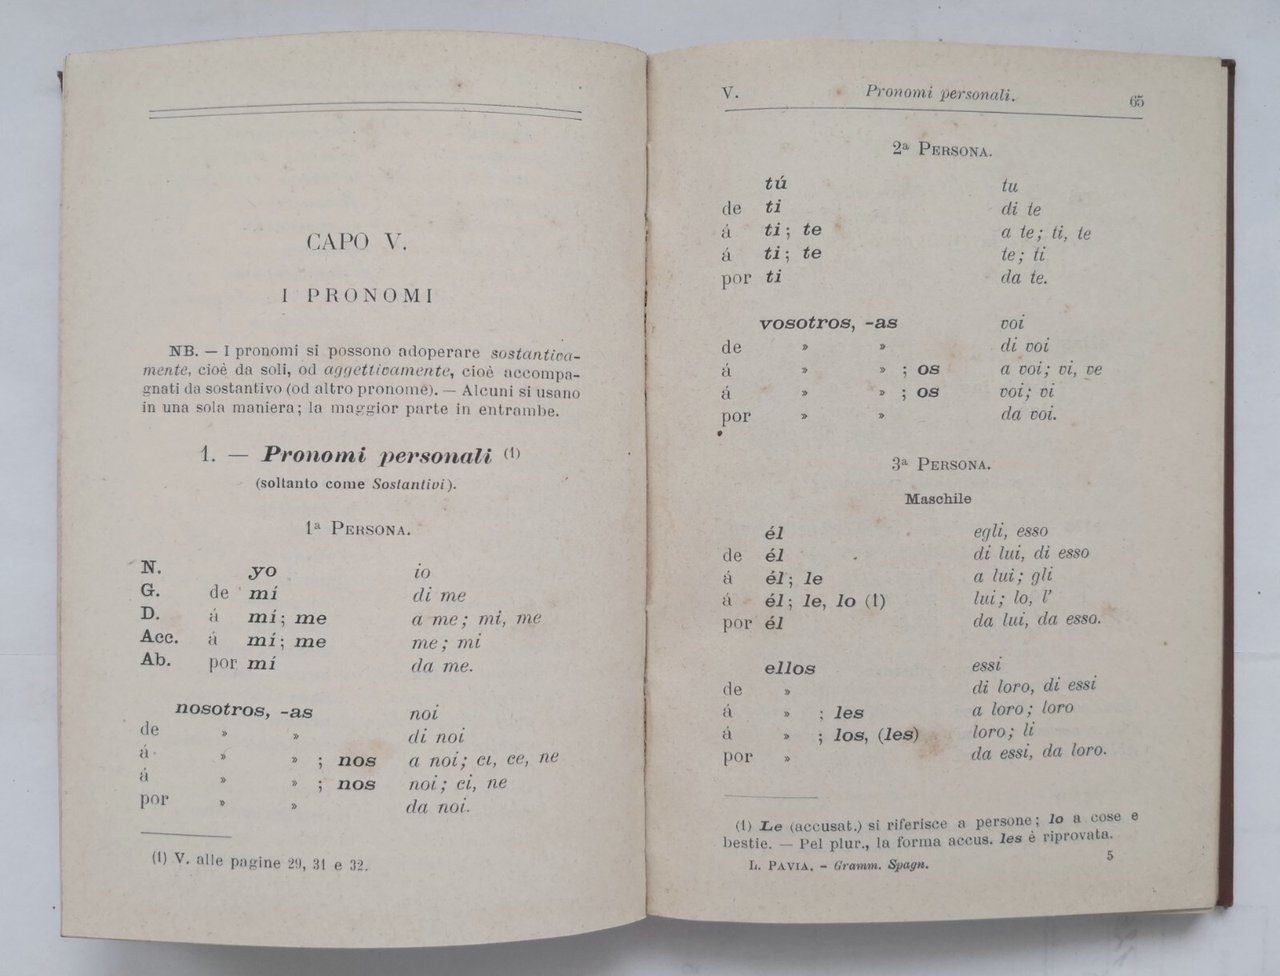 CAPO V.
I PRONOMI
NB. — I pronomi si possono adoperare sostantiva-
mente, cioè da soli, od aggettivamente, cioè accompa-
gnati da sostantivo (od altro pronome). — Alcuni si usano
in una sola maniera; la maggior parte in entrambe.
1. — Pronomi personali (1)
(soltanto come Sostantivi).
1ª PERSONA.
N. yo io
G. de mí di me
D. á mí; me a me; mi, me
Acc. á mí; me me; mi
Ab. por mí da me.
nosotros, -as noi
de » » di noi
á » » ; nos a noi; ci, ce, ne
á » » ; nos noi; ci, ne
por » » da noi.
(1) V. alle pagine 29, 31 e 32.
V. Pronomi personali. 65
2ª PERSONA.
tú tu
de ti di te
á ti; te a te; ti, te
á ti; te te; ti
por ti da te.
vosotros, -as voi
de » » di voi
á » » ; os a voi; vi, ve
á » » ; os voi; vi
por » » da voi.
3ª PERSONA.
Maschile
él egli, esso
de él di lui, di esso
á él; le a lui; gli
á él; le, lo (1) lui; lo, l'
por él da lui, da esso.
ellos essi
de » di loro, di essi
á » ; les a loro; loro
á » ; los, (les) loro; li
por » da essi, da loro.
(1) Le (accusat.) si riferisce a persone; lo a cose e
bestie. — Pel plur., la forma accus. les è riprovata.
L. PAVIA. - Gramm. Spagn. 5